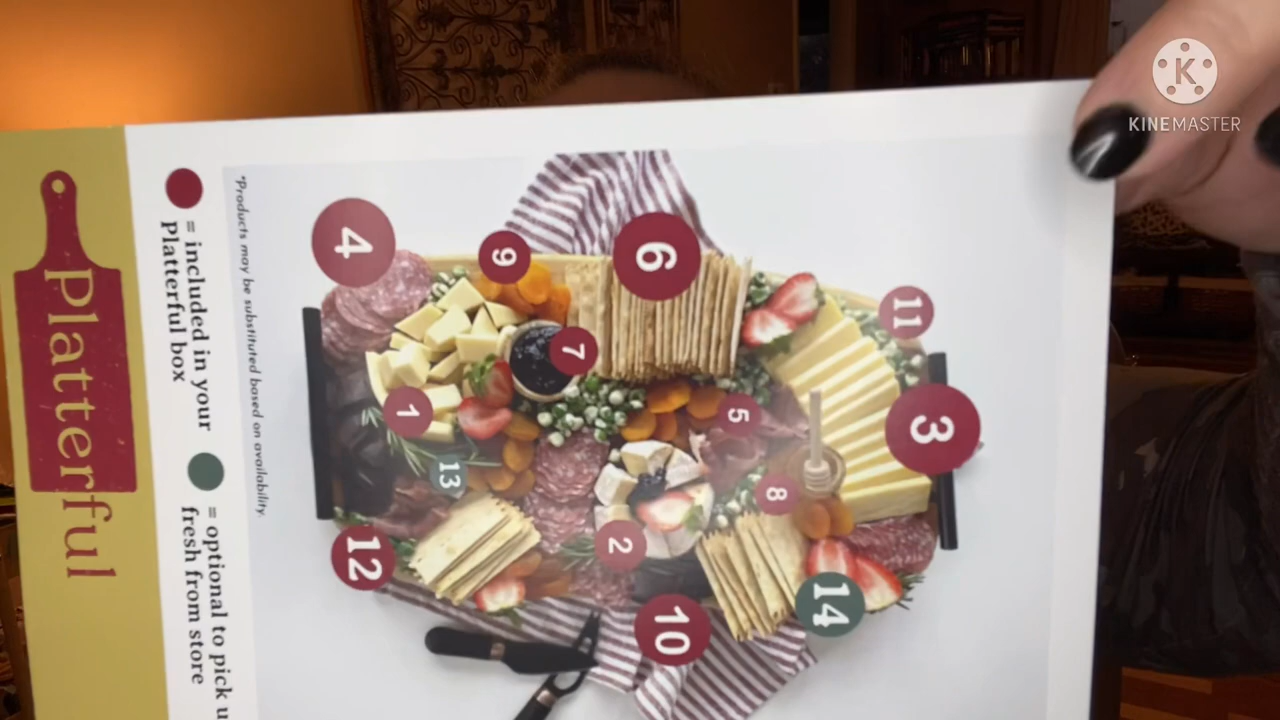 Platterful
= included in your
Platterful box
= optional to pick u
fresh from store
*Products may be substituted based on availability.
4
9
6
11
7
1
5
3
13
8
2
12
14
10
K
KINEMASTER